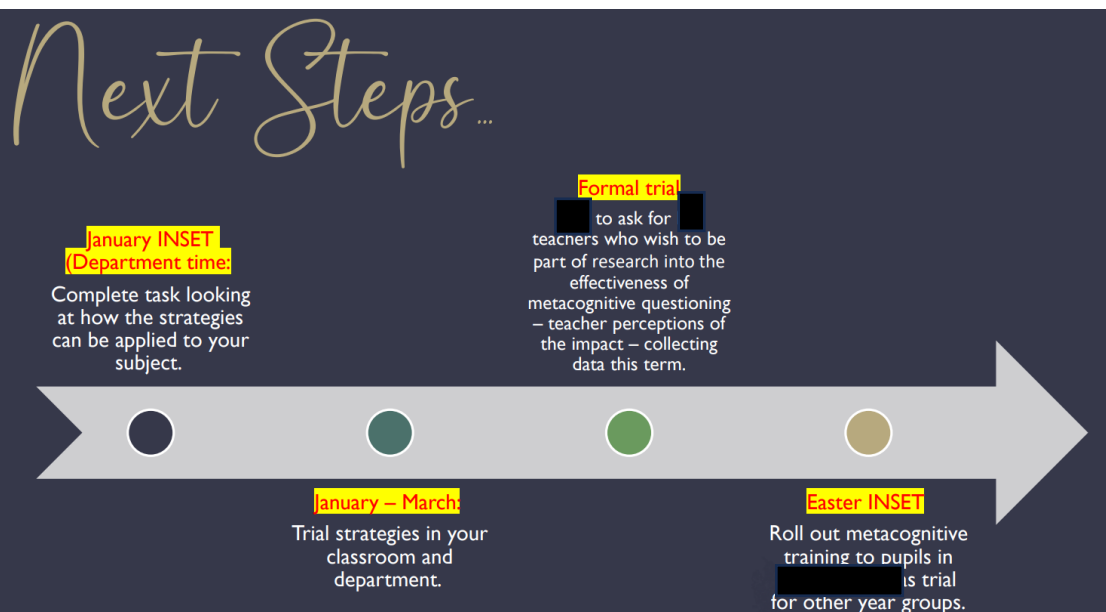 Next Steps...
January INSET
(Department time:
Complete task looking
at how the strategies
can be applied to your
subject.
January – March:
Trial strategies in your
classroom and
department.
Formal trial
to ask for
teachers who wish to be
part of research into the
effectiveness of
metacognitive questioning
– teacher perceptions of
the impact – collecting
data this term.
Easter INSET
Roll out metacognitive
training to pupils in
as trial
for other year groups.